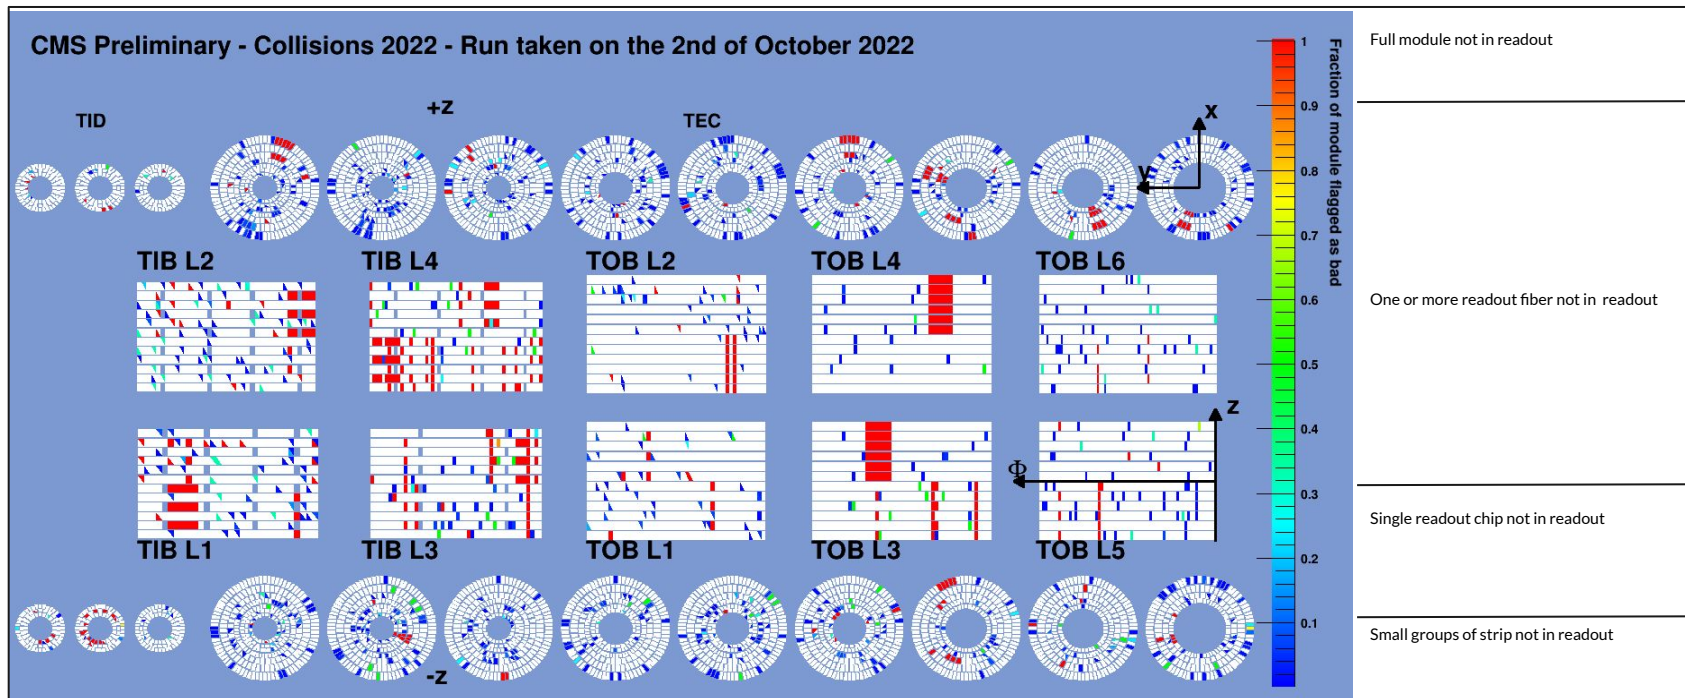 CMS Preliminary - Collisions 2022 - Run taken on the 2nd of October 2022
+z
TID
TEC
x
y
TIB L2
TIB L4
TOB L2
TOB L4
TOB L6
z
Φ
TIB L1
TIB L3
TOB L1
TOB L3
TOB L5
-z
1
0.9
0.8
0.7
0.6
0.5
0.4
0.3
0.2
0.1
Fraction of module flagged as bad
Full module not in readout
One or more readout fiber not in readout
Single readout chip not in readout
Small groups of strip not in readout